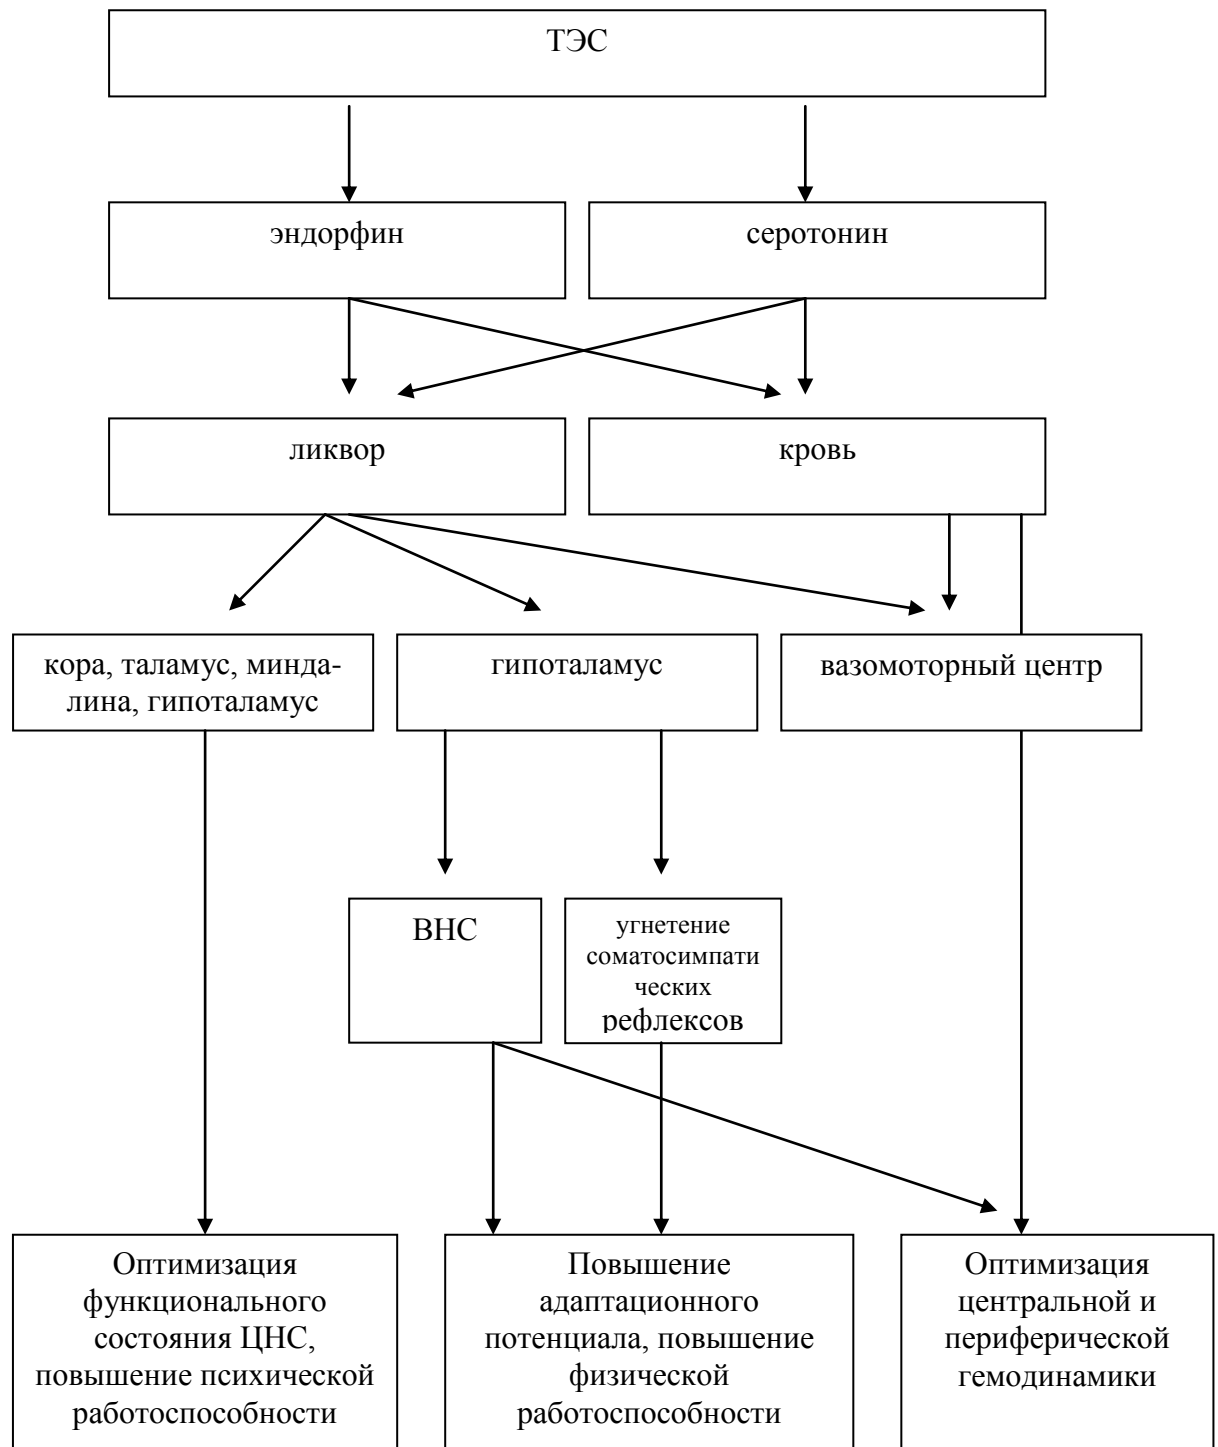 ТЭС
эндорфин
серотонин
ликвор
кровь
кора, таламус, минда-
лина, гипоталамус
гипоталамус
вазомоторный центр
ВНС
угнетение
соматосимпати
ческих
рефлексов
Оптимизация
функционального
состояния ЦНС,
повышение психической
работоспособности
Повышение
адаптационного
потенциала, повышение
физической
работоспособности
Оптимизация
центральной и
периферической
гемодинамики